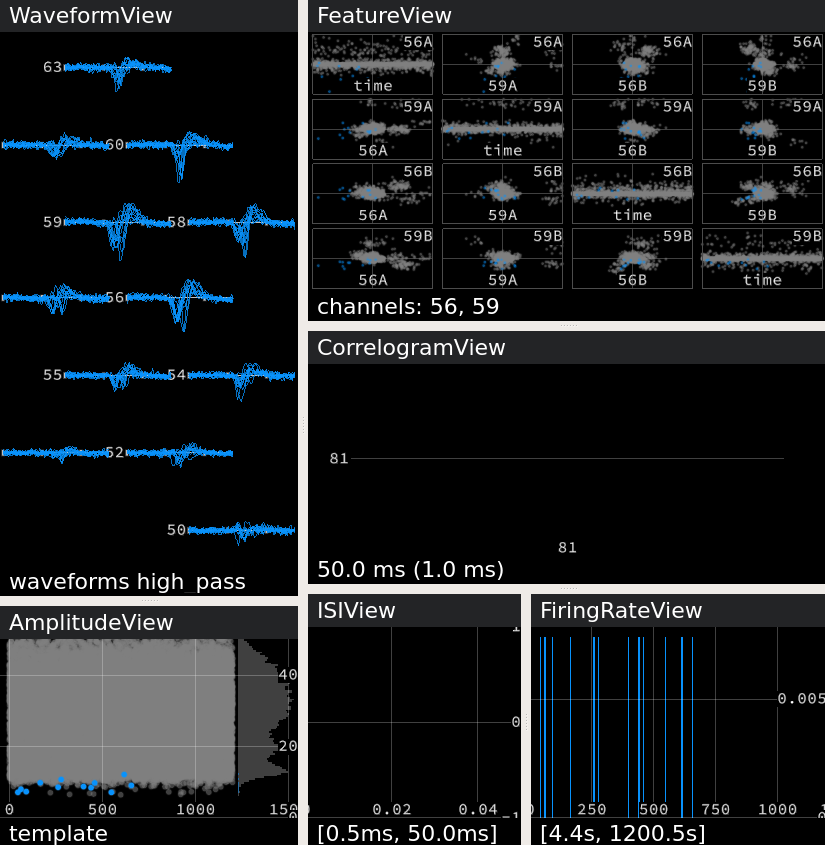 WaveformView
63
60
59 58
56
55 54
52
50
waveforms high_pass
AmplitudeView
40
20
0 500 1000 150
template
FeatureView
56A 56A 56A 56A
time 59A 56B 59B
59A 59A 59A 59A
56A time 56B 59B
56B 56B 56B 56B
56A 59A time 59B
59B 59B 59B 59B
56A 59A 56B time
channels: 56, 59
CorrelogramView
81
81
50.0 ms (1.0 ms)
ISIView
0
0.02 0.04 -1
[0.5ms, 50.0ms]
FiringRateView
0.005
250 500 750 1000
[4.4s, 1200.5s]